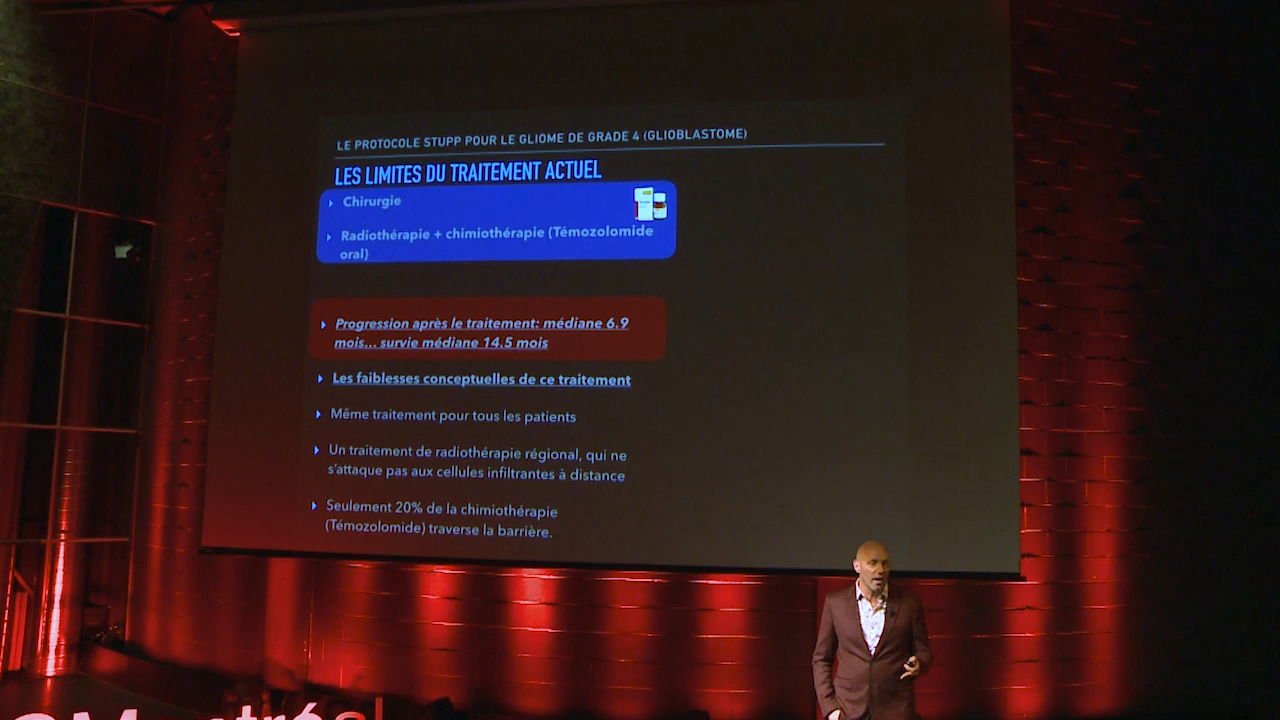 LE PROTOCOLE STUPP POUR LE GLIOME DE GRADE 4 (GLIOBLASTOME)
LES LIMITES DU TRAITEMENT ACTUEL
Chirurgie
Radiothérapie + chimiothérapie (Témozolomide
oral)
Progression après le traitement: médiane 6.9
mois... survie médiane 14.5 mois
Les faiblesses conceptuelles de ce traitement
Même traitement pour tous les patients
Un traitement de radiothérapie régional, qui ne
s'attaque pas aux cellules infiltrantes à distance
Seulement 20% de la chimiothérapie
(Témozolomide) traverse la barrière.